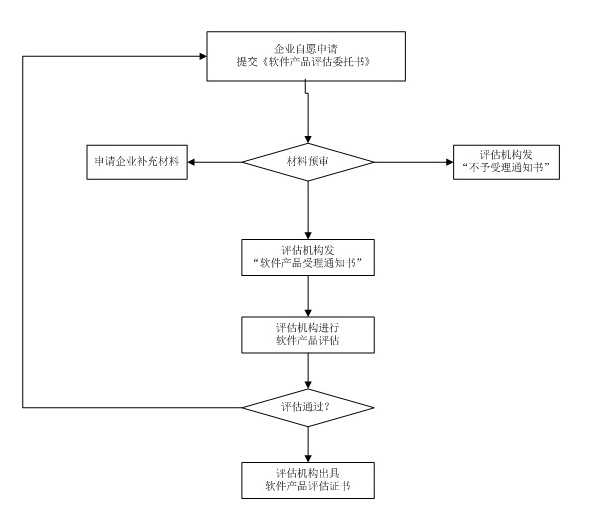 企业自愿申请
提交《软件产品评估委托书》
申请企业补充材料
材料预审
评估机构发
“不予受理通知书”
评估机构发
“软件产品受理通知书”
评估机构进行
软件产品评估
评估通过？
评估机构出具
软件产品评估证书